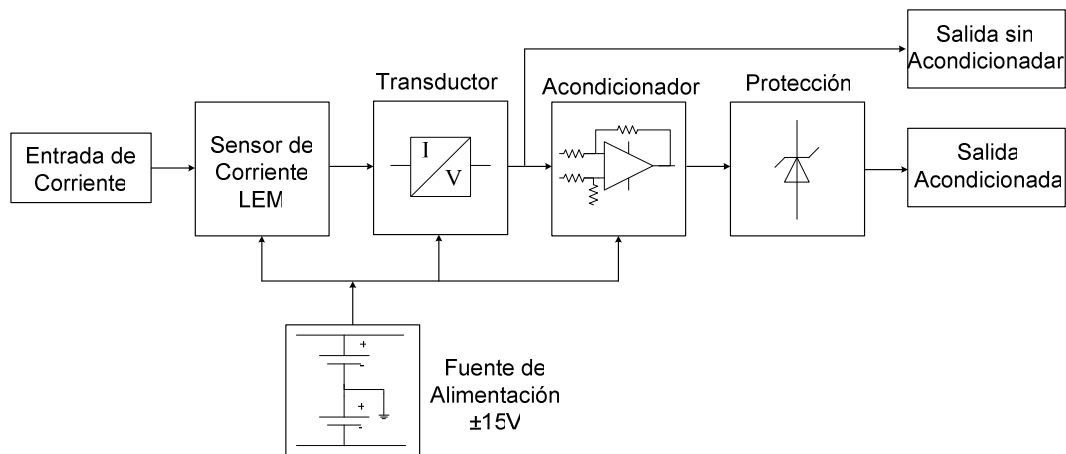 Salida sin
Acondicionadar
Transductor
Acondicionador
Protección
Entrada de
Corriente
Sensor de
Corriente
LEM
I
V
Salida
Acondicionada
+
-
+
-
Fuente de
Alimentación
±15V